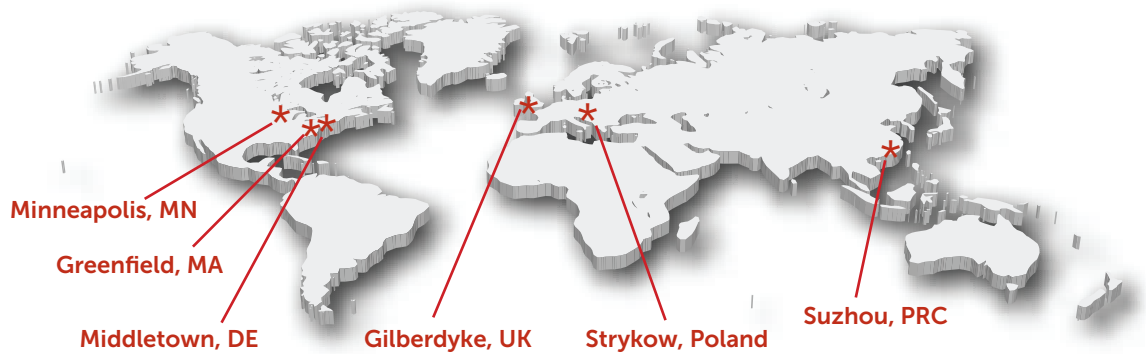 Minneapolis, MN
Greenfield, MA
Middletown, DE
Gilberdyke, UK
Strykow, Poland
Suzhou, PRC